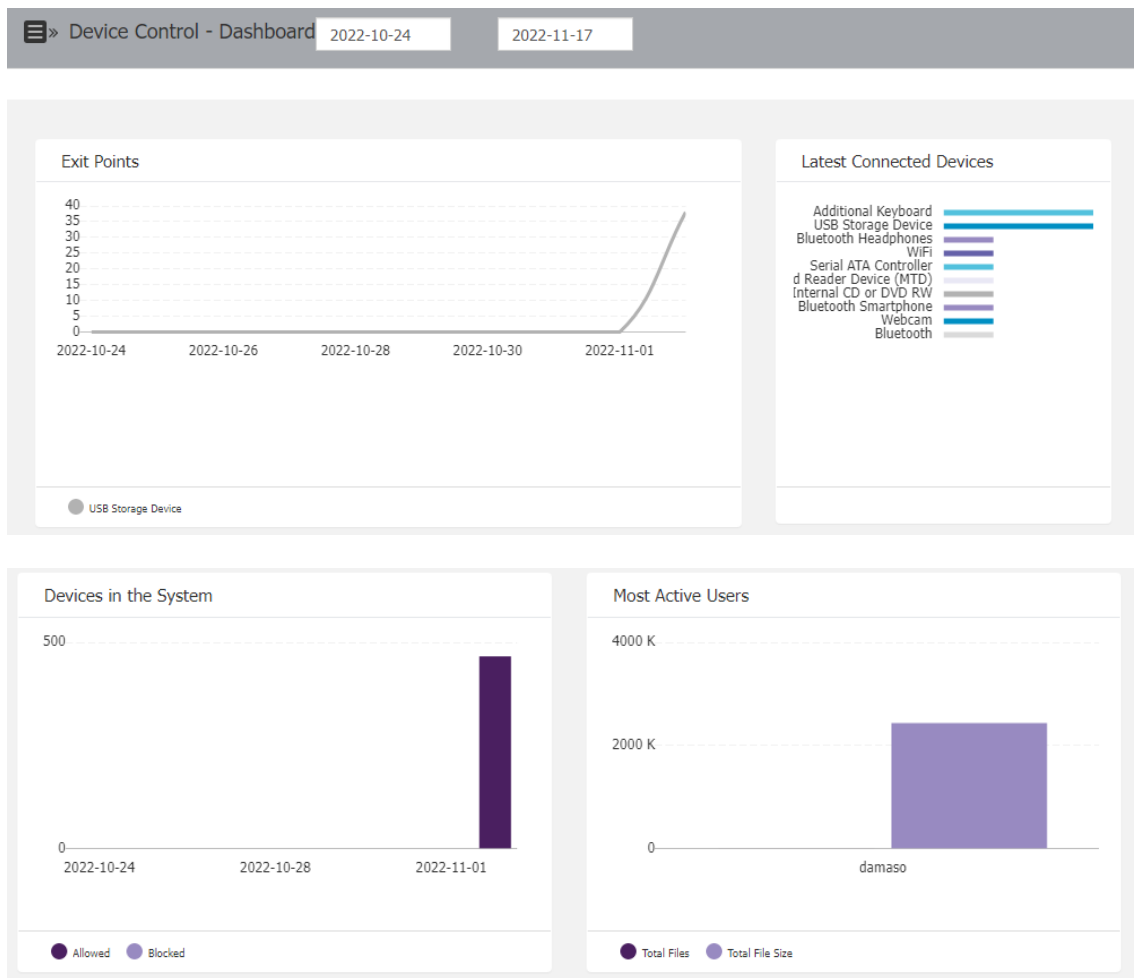 » Device Control - Dashboard 2022-10-24 2022-11-17
Exit Points
40
35
30
25
20
15
10
5
0
2022-10-24 2022-10-26 2022-10-28 2022-10-30 2022-11-01
USB Storage Device
Latest Connected Devices
Additional Keyboard
USB Storage Device
Bluetooth Headphones
WiFi
Serial ATA Controller
d Reader Device (MTD)
Internal CD or DVD RW
Bluetooth Smartphone
Webcam
Bluetooth
Devices in the System
500
0
2022-10-24 2022-10-28 2022-11-01
Allowed Blocked
Most Active Users
4000 K
2000 K
0
damaso
Total Files Total File Size